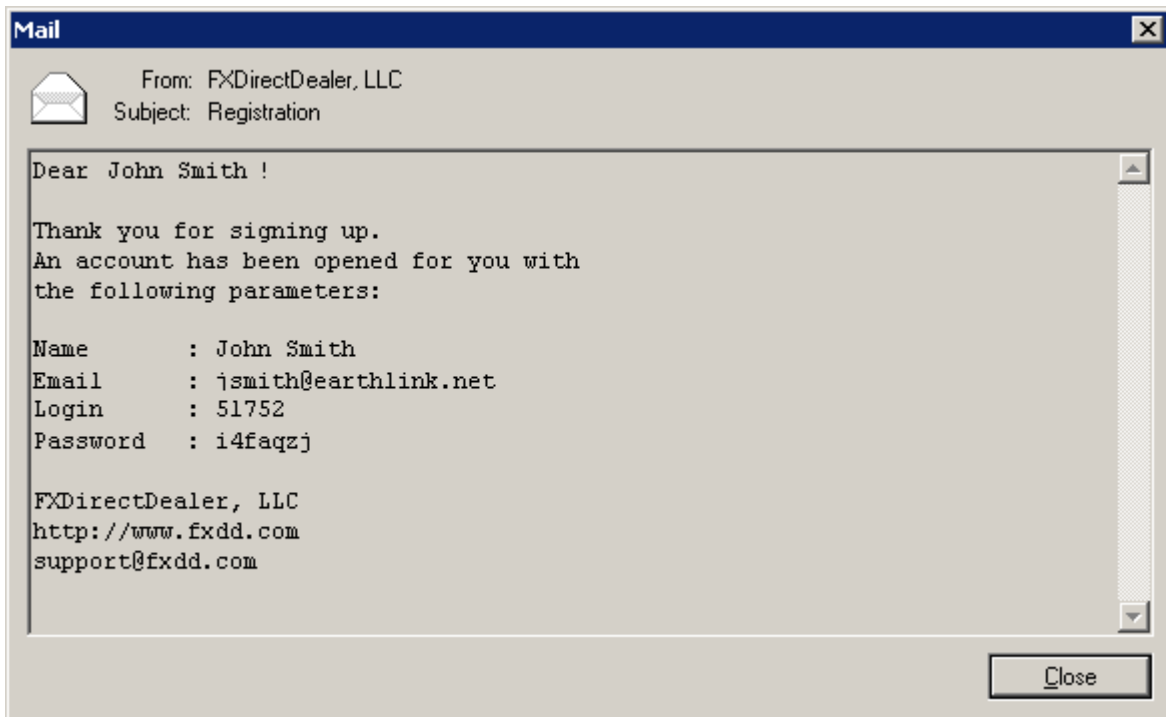 Mail
From: FXDirectDealer, LLC
Subject: Registration
Dear John Smith !
Thank you for signing up.
An account has been opened for you with
the following parameters:
Name : John Smith
Email : jsmith@earthlink.net
Login : 51752
Password : i4faqzj
FXDirectDealer, LLC
http://www.fxdd.com
support@fxdd.com
Close